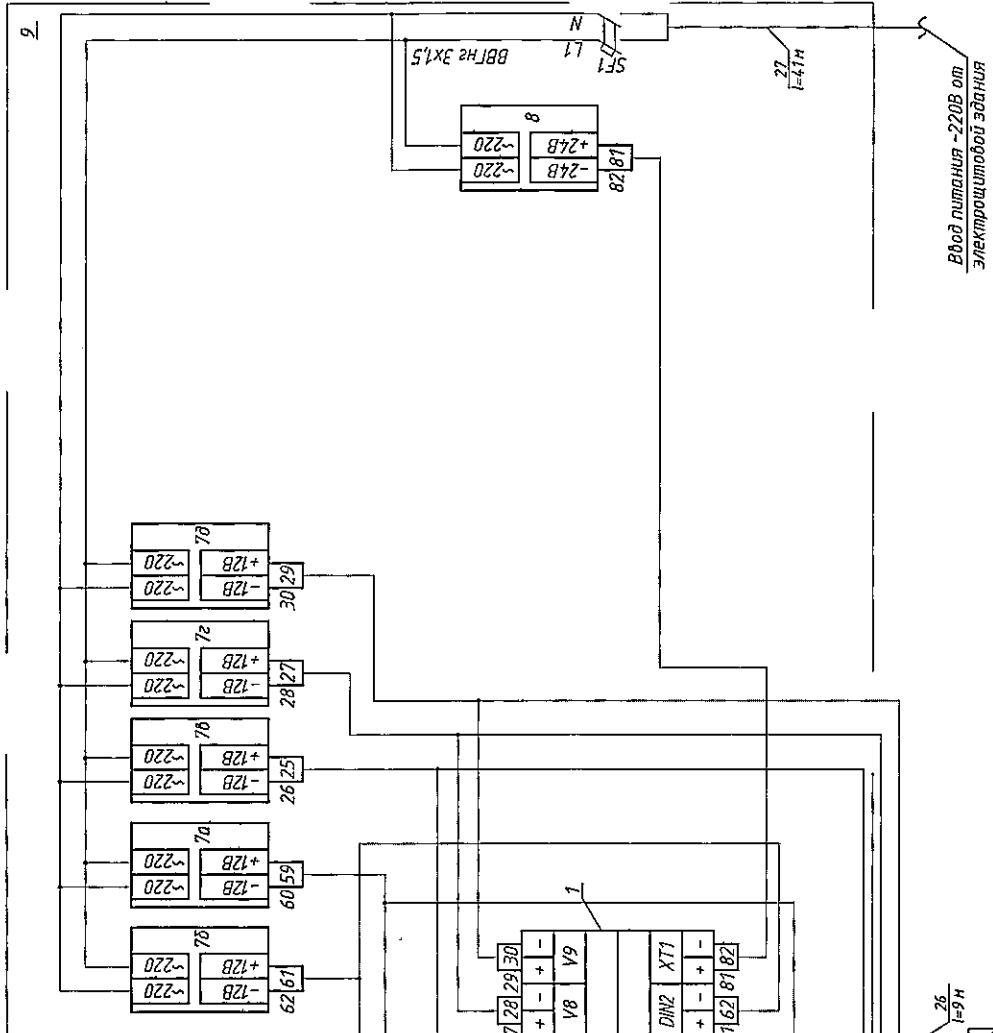 9
N
L1
SF1
ВВГнг 3х1,5
27
l=41м
Ввод питания ~220В от
электрощитовой здания
8
~220
~220
+24В
-24В
81
82
7д
~220
~220
+12В
-12В
29
30
7г
~220
~220
+12В
-12В
27
28
7в
~220
~220
+12В
-12В
25
26
7а
~220
~220
+12В
-12В
59
60
7б
~220
~220
+12В
-12В
61
62
1
30
29
-
+
V9
28
-
+
V8
XT1
-
+
82
81
DIN2
-
+
62
26
l=9м